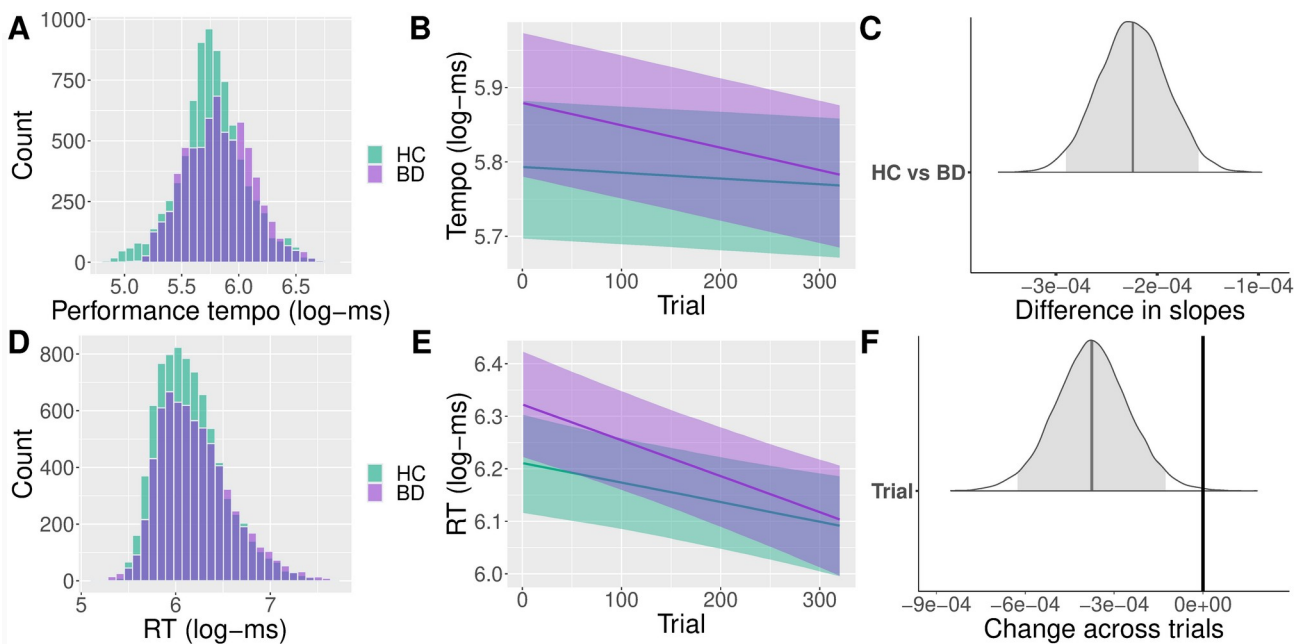 A
1000
750
500
250
0
Count
5.0 5.5 6.0 6.5
Performance tempo (log−ms)
HC
BD
B
5.9
5.8
5.7
Tempo (log−ms)
0 100 200 300
Trial
C
HC vs BD
−3e−04 −2e−04 −1e−04
Difference in slopes
D
800
600
400
200
0
Count
5 6 7
RT (log−ms)
HC
BD
E
6.4
6.3
6.2
6.1
6.0
RT (log−ms)
0 100 200 300
Trial
F
Trial
−9e−04 −6e−04 −3e−04 0e+00
Change across trials